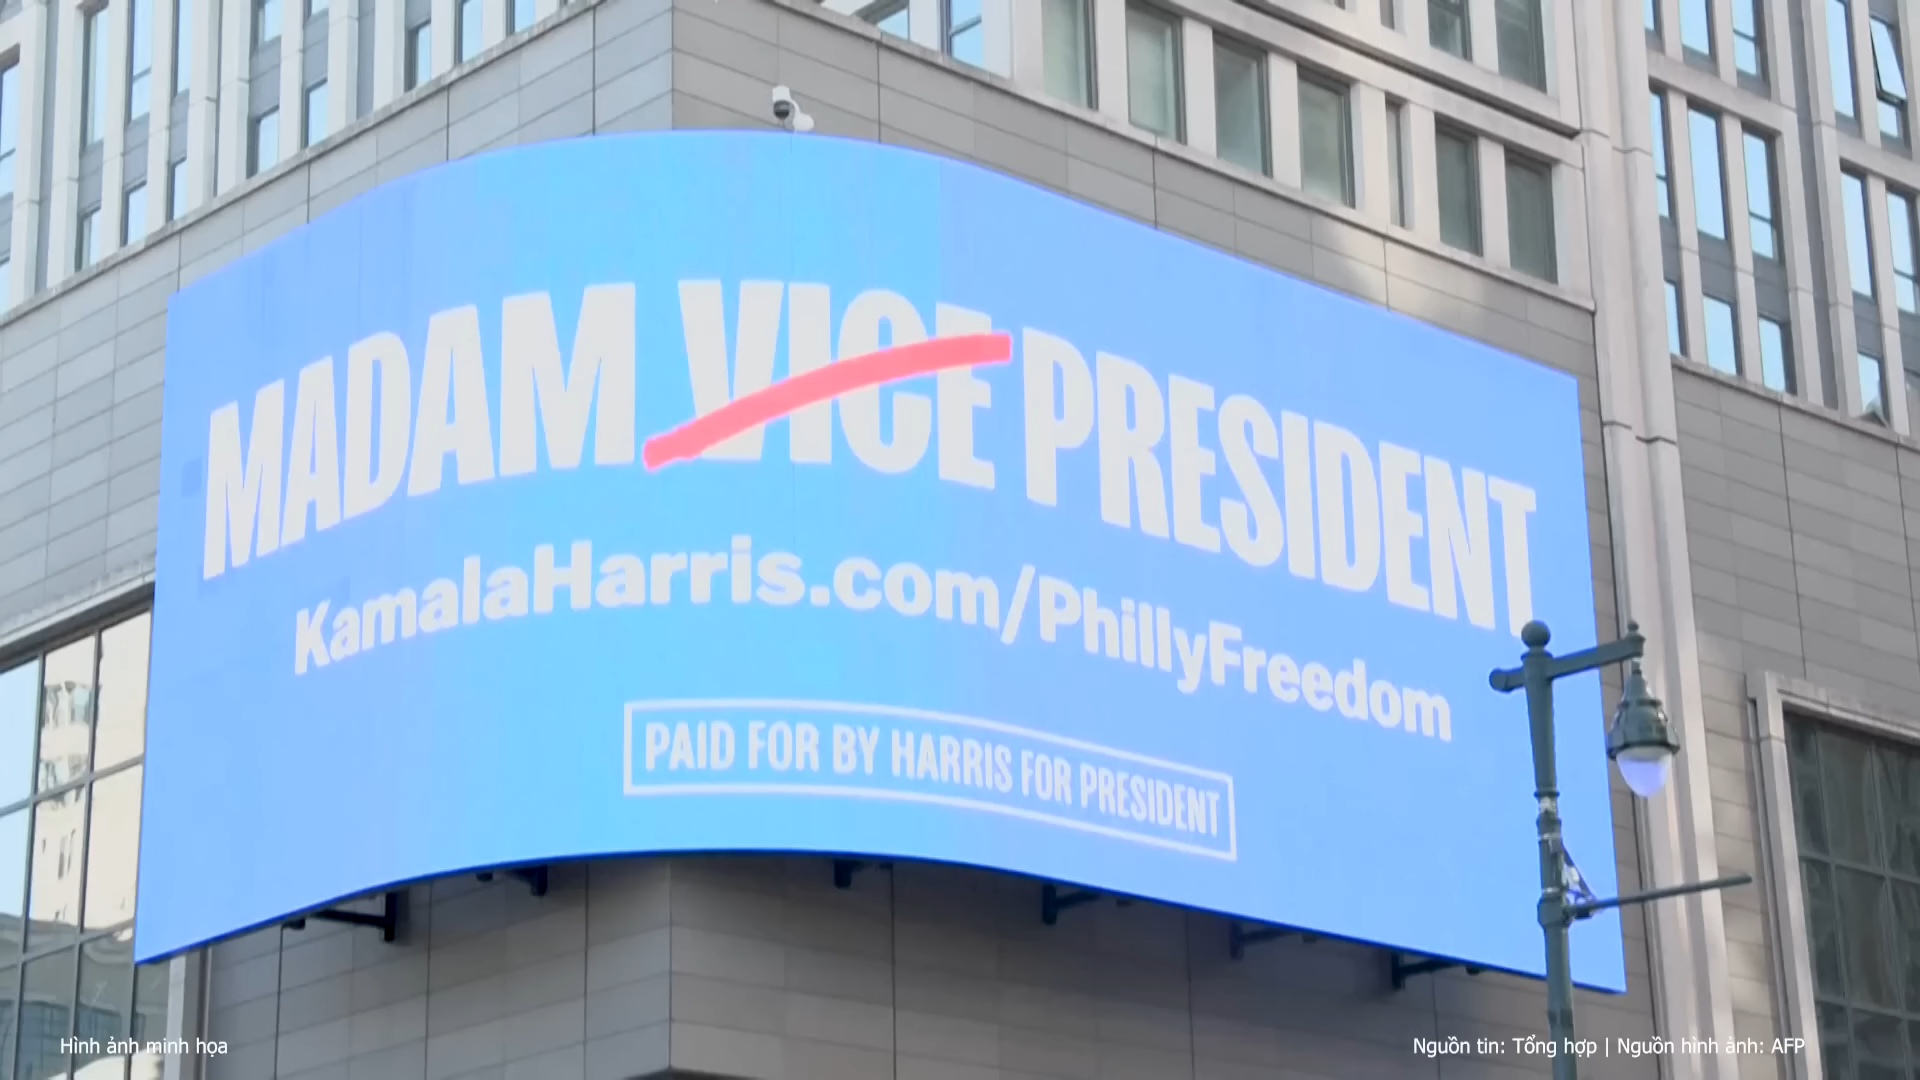 MADAM VICE PRESIDENT
KamalaHarris.com/PhillyFreedom
PAID FOR BY HARRIS FOR PRESIDENT
Hình ảnh minh họa
Nguồn tin: Tổng hợp | Nguồn hình ảnh: AFP